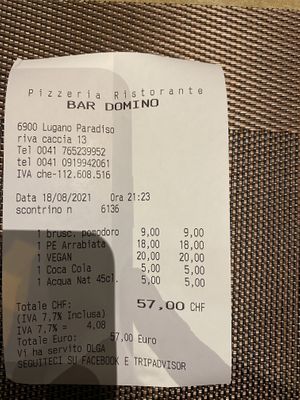 Pizzeria Ristorante
BAR DOMINO
6900 Lugano Paradiso
riva caccia 13
Tel 0041 765239952
Tel 0041 0919942061
IVA che-112.608.516
Data 18/08/2021 Ora 21:23
scontrino n 6136
1 brusc. pomodoro 9,00 9,00
1 PE Arrabiata 18,00 18,00
1 VEGAN 20,00 20,00
1 Coca Cola 5,00 5,00
1 Acqua Nat 45cl. 5,00 5,00
Totale CHF: 57,00 CHF
(IVA 7.7% Inclusa)
IVA 7.7% = 4,08
Totale Euro: 57,00 Euro
Vi ha servito OLGA
SEGUITECI SU FACEBOOK E TRIPADVISOR